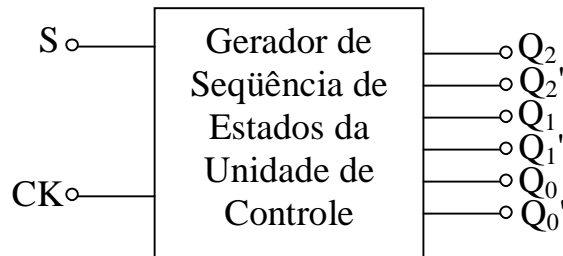 S
CK
Gerador de
Seqüência de
Estados da
Unidade de
Controle
Q2
Q2'
Q1
Q1'
Q0
Q0'